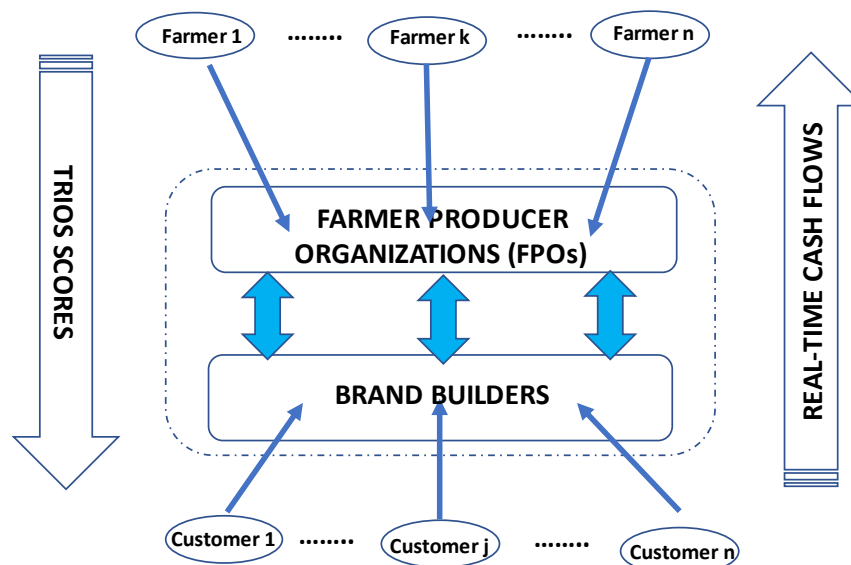 Farmer 1 ........ Farmer k ........ Farmer n
TRIOS SCORES
FARMER PRODUCER
ORGANIZATIONS (FPOs)
BRAND BUILDERS
REAL-TIME CASH FLOWS
Customer 1 ........ Customer j ........ Customer n